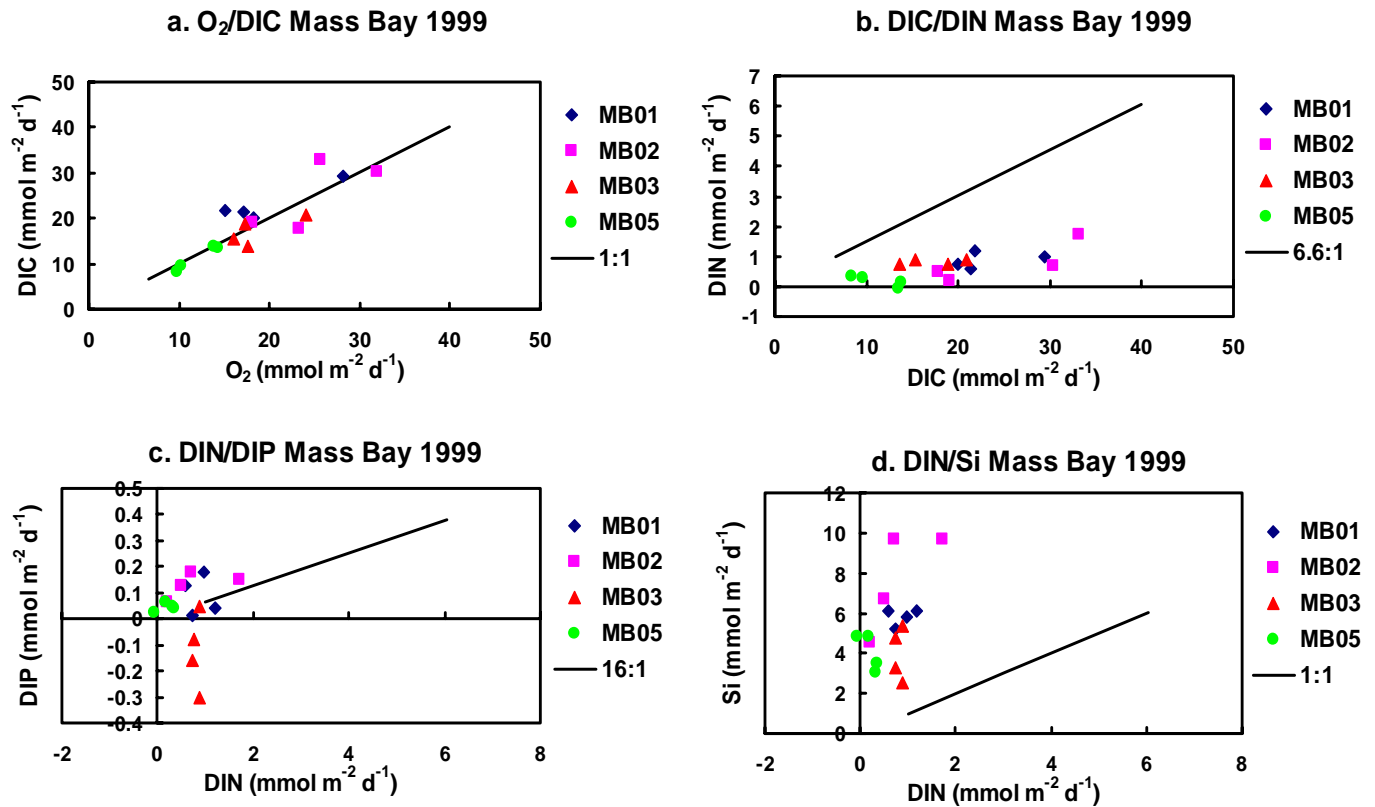 a. O₂/DIC Mass Bay 1999
DIC (mmol m⁻² d⁻¹)
50
40
30
20
10
0
0 10 20 30 40 50
O₂ (mmol m⁻² d⁻¹)
MB01
MB02
MB03
MB05
1:1
b. DIC/DIN Mass Bay 1999
DIN (mmol m⁻² d⁻¹)
7
6
5
4
3
2
1
0
-1
0 10 20 30 40 50
DIC (mmol m⁻² d⁻¹)
MB01
MB02
MB03
MB05
6.6:1
c. DIN/DIP Mass Bay 1999
DIP (mmol m⁻² d⁻¹)
0.5
0.4
0.3
0.2
0.1
0
-0.1
-0.2
-0.3
-0.4
-2 0 2 4 6 8
DIN (mmol m⁻² d⁻¹)
MB01
MB02
MB03
MB05
16:1
d. DIN/Si Mass Bay 1999
Si (mmol m⁻² d⁻¹)
12
10
8
6
4
2
0
-2 0 2 4 6 8
DIN (mmol m⁻² d⁻¹)
MB01
MB02
MB03
MB05
1:1